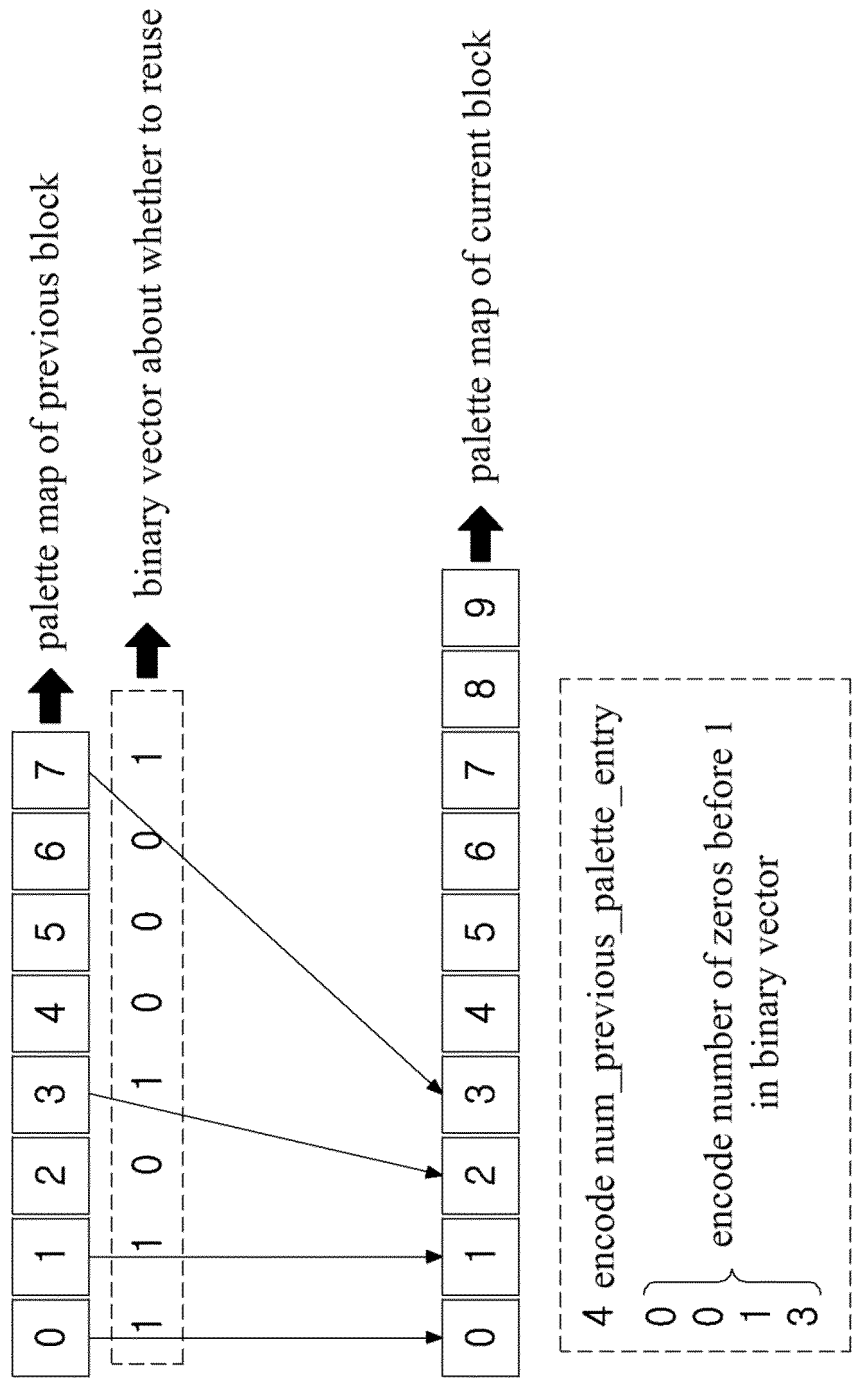 0 1 2 3 4 5 6 7 palette map of previous block
1 1 0 1 0 0 0 1 binary vector about whether to reuse
0 1 2 3 4 5 6 7 8 9 palette map of current block
4 encode num_previous_palette_entry
0
0
1
3
encode number of zeros before 1
in binary vector